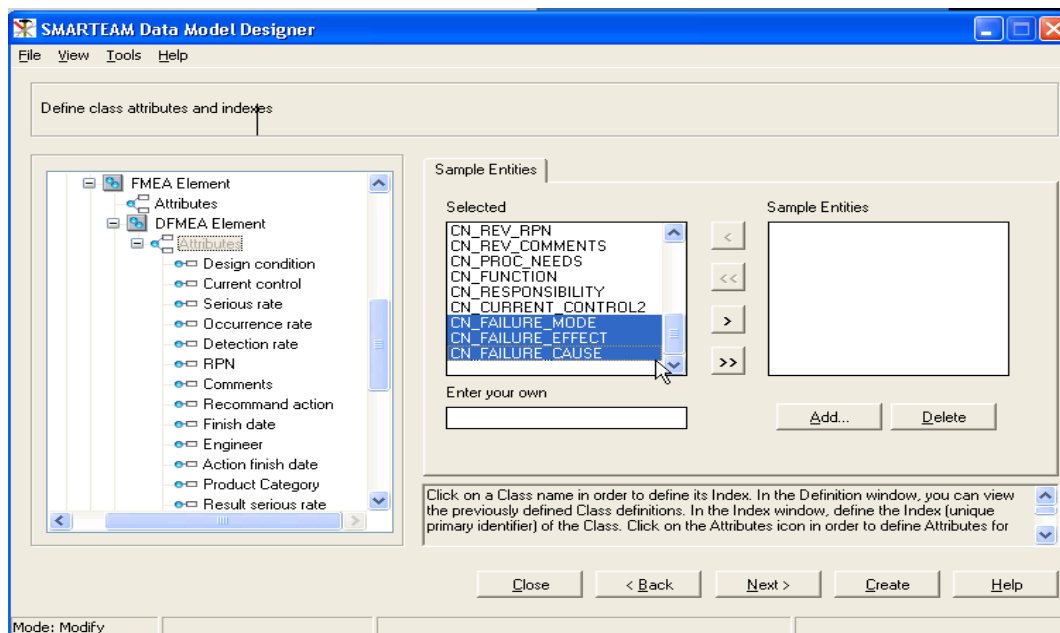 SMARTEAM Data Model Designer
File View Tools Help
Define class attributes and indexes
FMEA Element
Attributes
DFMEA Element
Attributes
Design condition
Current control
Serious rate
Occurrence rate
Detection rate
RPN
Comments
Recommand action
Finish date
Engineer
Action finish date
Product Category
Result serious rate
Sample Entities
Selected
CN_REV_RPN
CN_REV_COMMENTS
CN_PROC_NEEDS
CN_FUNCTION
CN_RESPONSIBILITY
CN_CURRENT_CONTROL2
CN_FAILURE_MODE
CN_FAILURE_EFFECT
CN_FAILURE_CAUSE
<
<<
>
>>
Sample Entities
Enter your own
Add... Delete
Click on a Class name in order to define its Index. In the Definition window, you can view
the previously defined Class definitions. In the Index window, define the Index (unique
primary identifier) of the Class. Click on the Attributes icon in order to define Attributes for
Close < Back Next > Create Help
Mode: Modify